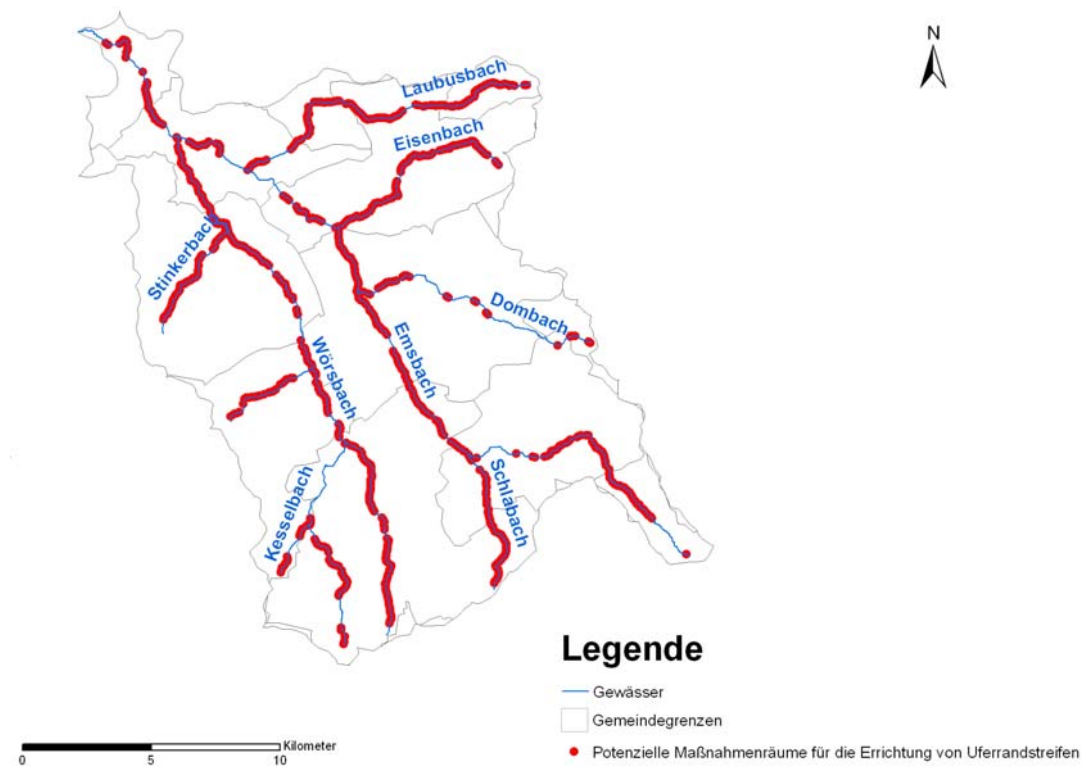 N
Laubusbach
Eisenbach
Stinkerbach
Dombach
Emsbach
Wörsbach
Kesselbach
Schlabach
Legende
Gewässer
Gemeindegrenzen
Potenzielle Maßnahmenräume für die Errichtung von Uferrandstreifen
Kilometer
0 5 10